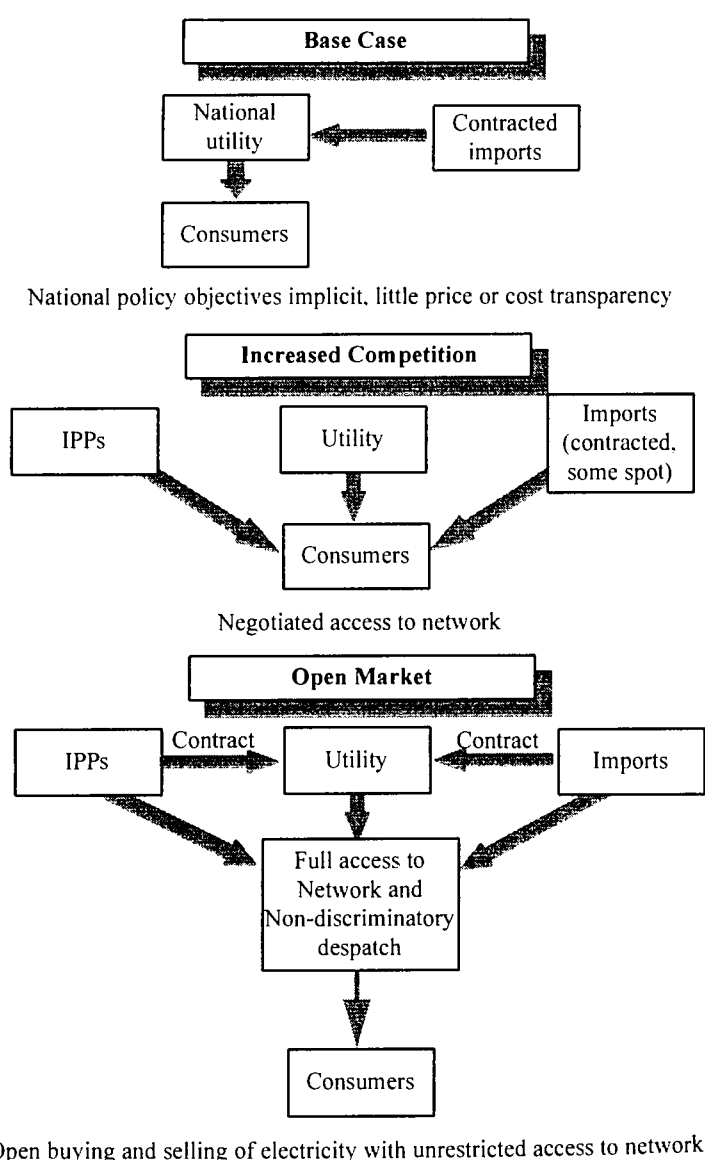 Base Case
National
utility
Contracted
imports
Consumers
National policy objectives implicit, little price or cost transparency
Increased Competition
IPPs
Utility
Imports
(contracted,
some spot)
Consumers
Negotiated access to network
Open Market
IPPs
Contract
Utility
Contract
Imports
Full access to
Network and
Non-discriminatory
despatch
Consumers
Open buying and selling of electricity with unrestricted access to network